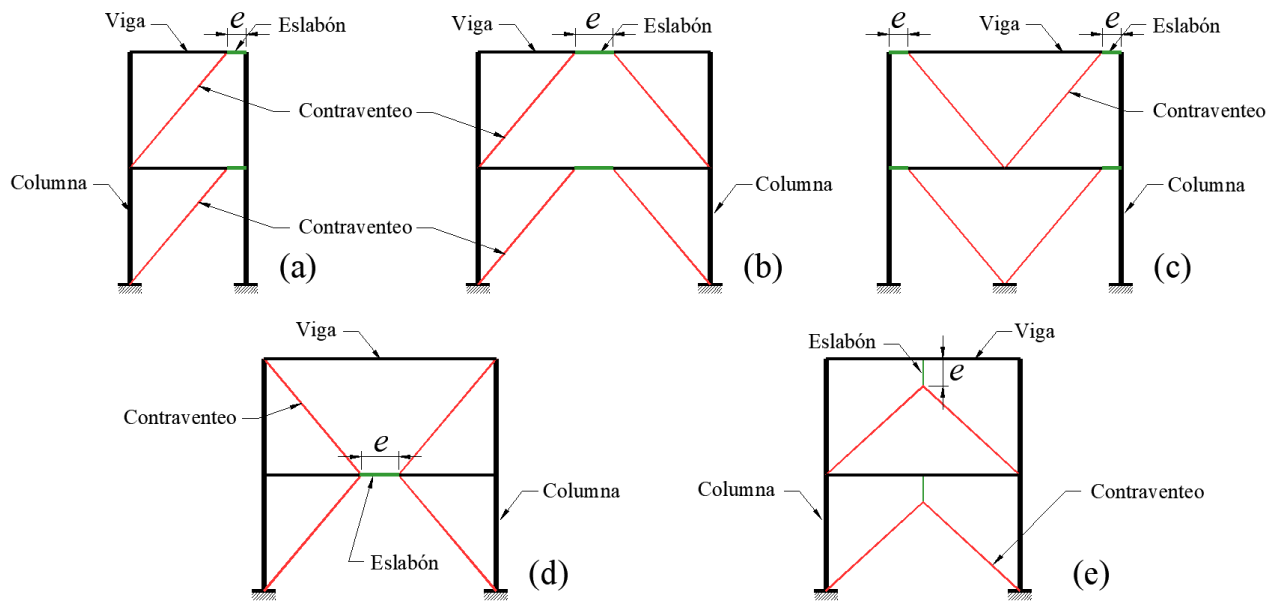 Viga
e
Eslabón
Contraventeo
Columna
Contraventeo
(a)
Viga
e
Eslabón
Columna
(b)
e
Viga
e
Eslabón
Contraventeo
Columna
(c)
Viga
Contraventeo
e
Columna
Eslabón
(d)
Eslabón
Viga
e
Columna
Contraventeo
(e)